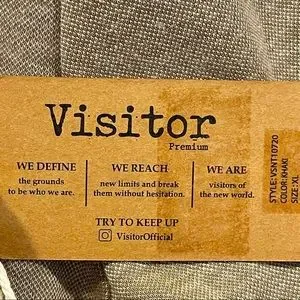 Visitor
Premium
WE DEFINE
the grounds
to be who we are.
WE REACH
new limits and break
them without hesitation.
WE ARE
visitors of
the new world.
TRY TO KEEP UP
VisitorOfficial
STYLE:VSNT10720
COLOR:KHAKI
SIZE: XL